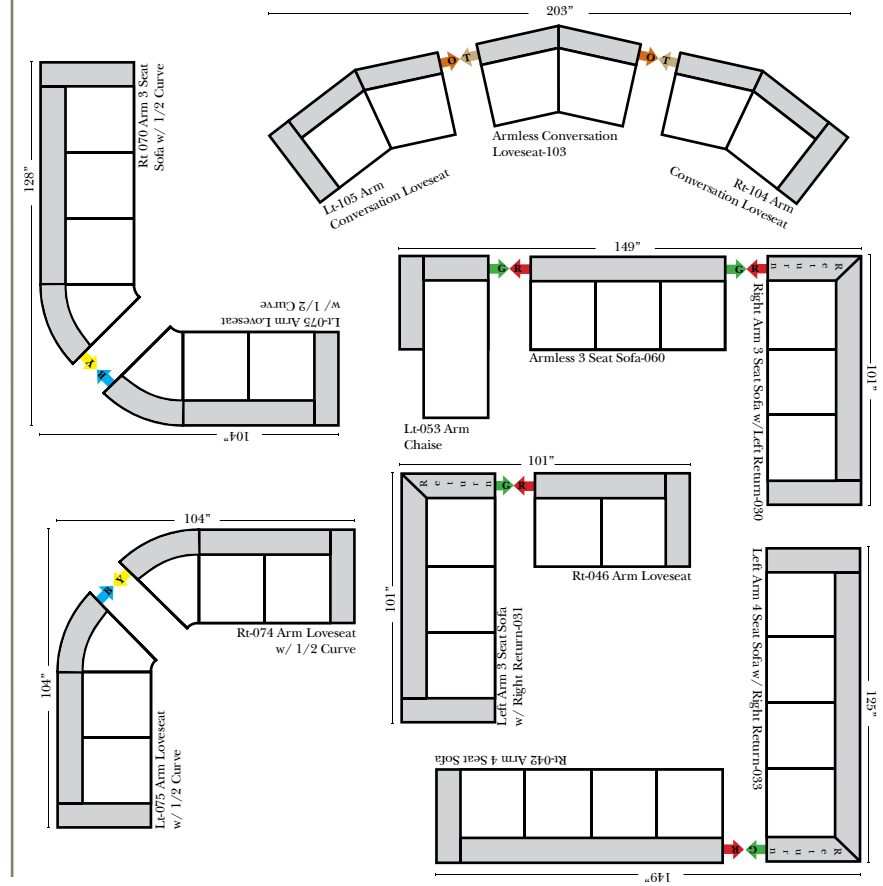 203”
O T
O T
Armless Conversation
Loveseat-103
Lt-105 Arm
Conversation Loveseat
Rt-104 Arm
Conversation Loveseat
Rt 070 Arm 3 Seat
Sofa w/ 1/2 Curve
128”
Lt-075 Arm Loveseat
w/ 1/2 Curve
Y
B
104”
149”
G R
G R
Return
Armless 3 Seat Sofa-060
Lt-053 Arm
Chaise
Right Arm 3 Seat Sofa w/Left Return-030
101”
101”
Return
G R
Rt-046 Arm Loveseat
101”
Left Arm 3 Seat Sofa
w/ Right Return-031
104”
B Y
Rt-074 Arm Loveseat
w/ 1/2 Curve
104”
Lt-075 Arm Loveseat
w/ 1/2 Curve
Left Arm 4 Seat Sofa w/ Right Return-033
125”
Rt-042 Arm 4 Seat Sofa
R G
Return
149”